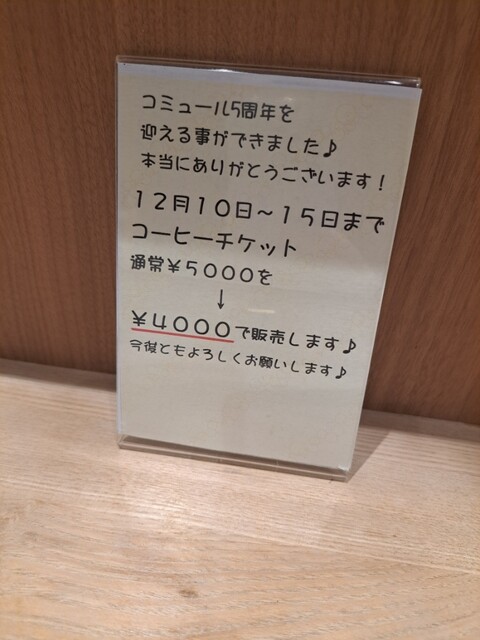 コミュール5周年を
迎える事ができました♪
本当にありがとうございます！
１２月１０日～１５日まで
コーヒーチケット
通常￥５０００を
↓
￥４０００で販売します♪
今後ともよろしくお願いします♪